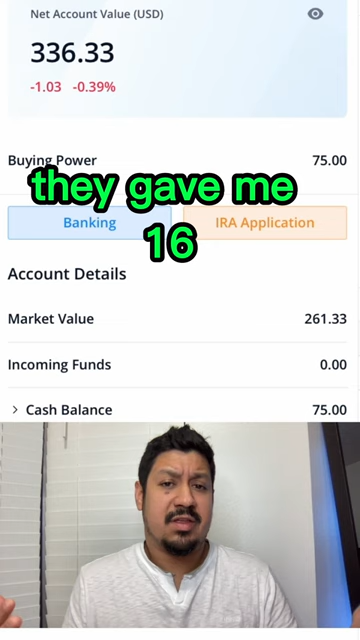 Net Account Value (USD)
336.33
-1.03 -0.39%
Buying Power 75.00
they gave me
16
Banking IRA Application
Account Details
Market Value 261.33
Incoming Funds 0.00
Cash Balance 75.00